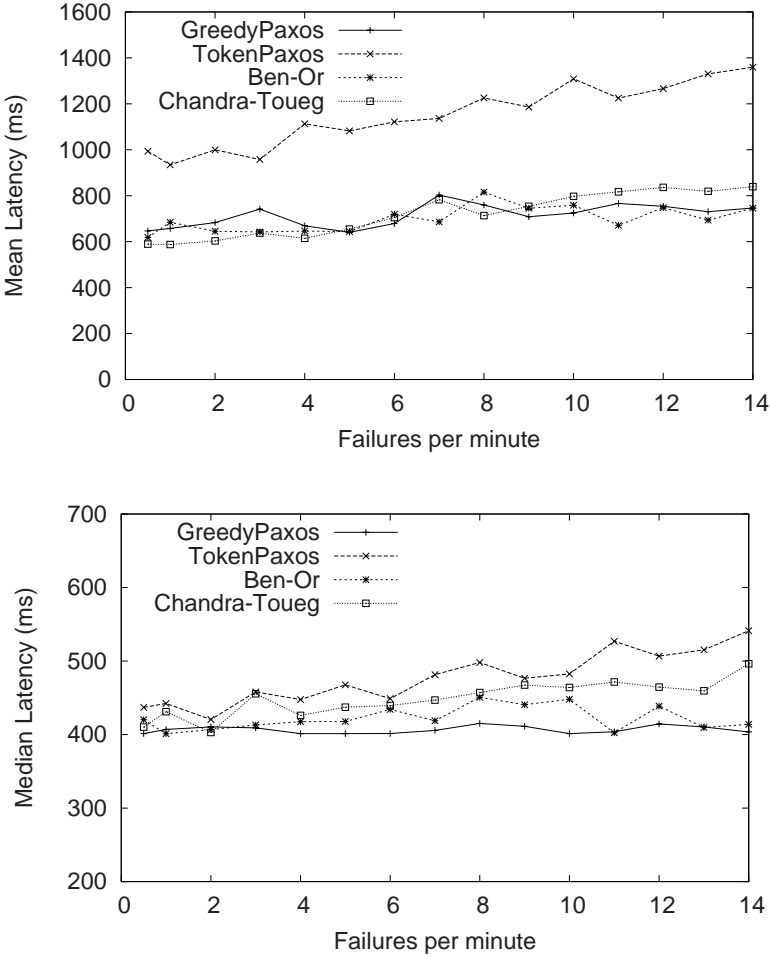 1600
1400
1200
1000
800
600
400
200
0
Mean Latency (ms)
GreedyPaxos
TokenPaxos
Ben-Or
Chandra-Toueg
0 2 4 6 8 10 12 14
Failures per minute
700
600
500
400
300
200
Median Latency (ms)
GreedyPaxos
TokenPaxos
Ben-Or
Chandra-Toueg
0 2 4 6 8 10 12 14
Failures per minute